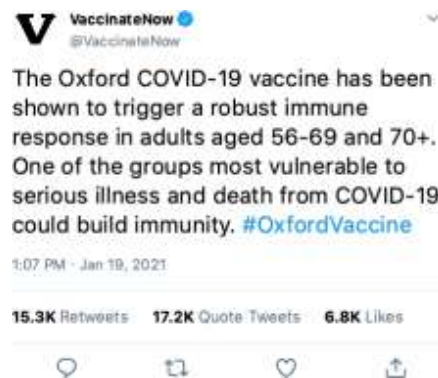 V
VaccinateNow
@VaccinateNow
The Oxford COVID-19 vaccine has been
shown to trigger a robust immune
response in adults aged 56-69 and 70+.
One of the groups most vulnerable to
serious illness and death from COVID-19
could build immunity. #OxfordVaccine
1:07 PM · Jan 19, 2021
15.3K Retweets 17.2K Quote Tweets 6.8K Likes